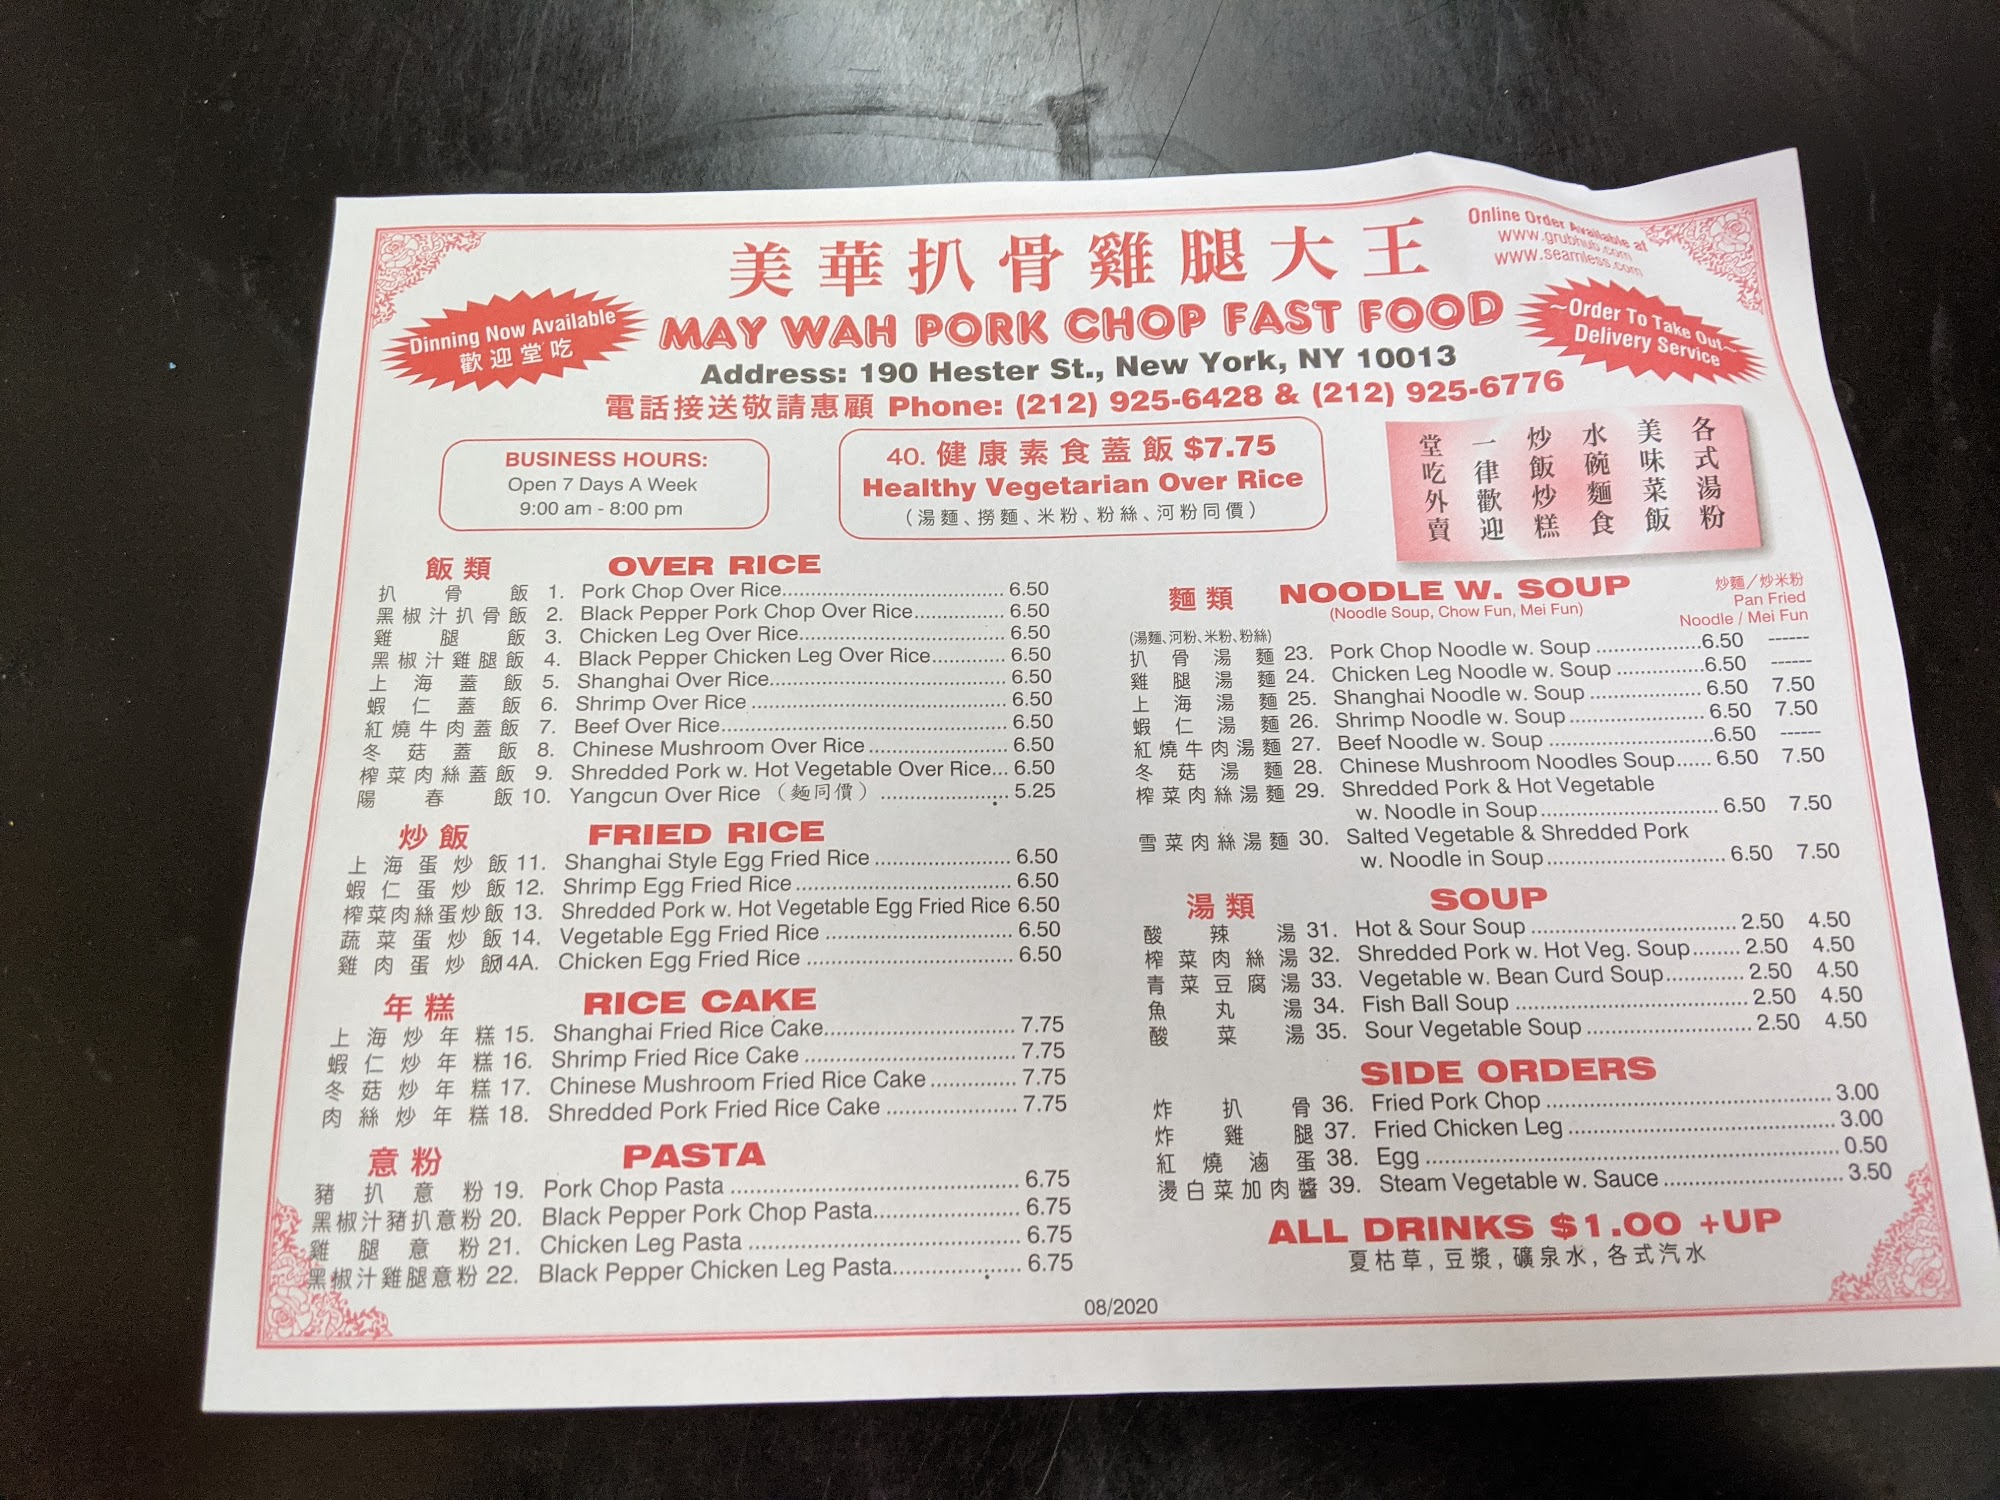 美華扒骨雞腿大王
MAY WAH PORK CHOP FAST FOOD
Address: 190 Hester St., New York, NY 10013
電話接送敬請惠顧 Phone: (212) 925-6428 & (212) 925-6776
Dinning Now Available
歡迎堂吃
Online Order Available at
www.grubhub.com
www.seamless.com
~Order To Take Out~
Delivery Service
BUSINESS HOURS:
Open 7 Days A Week
9:00 am - 8:00 pm
40. 健康素食蓋飯 $7.75
Healthy Vegetarian Over Rice
(湯麵、撈麵、米粉、粉絲、河粉同價)
各式湯粉
美味菜飯
水碗麵食
炒飯炒糕
一律歡迎
堂吃外賣
飯類 OVER RICE
扒骨飯 1. Pork Chop Over Rice 6.50
黑椒汁扒骨飯 2. Black Pepper Pork Chop Over Rice 6.50
雞腿飯 3. Chicken Leg Over Rice 6.50
黑椒汁雞腿飯 4. Black Pepper Chicken Leg Over Rice 6.50
上海蓋飯 5. Shanghai Over Rice 6.50
蝦仁蓋飯 6. Shrimp Over Rice 6.50
紅燒牛肉蓋飯 7. Beef Over Rice 6.50
冬菇蓋飯 8. Chinese Mushroom Over Rice 6.50
榨菜肉絲蓋飯 9. Shredded Pork w. Hot Vegetable Over Rice... 6.50
陽春飯 10. Yangcun Over Rice (麵同價) 5.25
炒飯 FRIED RICE
上海蛋炒飯 11. Shanghai Style Egg Fried Rice 6.50
蝦仁蛋炒飯 12. Shrimp Egg Fried Rice 6.50
榨菜肉絲蛋炒飯 13. Shredded Pork w. Hot Vegetable Egg Fried Rice 6.50
蔬菜蛋炒飯 14. Vegetable Egg Fried Rice 6.50
雞肉蛋炒飯 14A. Chicken Egg Fried Rice 6.50
年糕 RICE CAKE
上海炒年糕 15. Shanghai Fried Rice Cake 7.75
蝦仁炒年糕 16. Shrimp Fried Rice Cake 7.75
冬菇炒年糕 17. Chinese Mushroom Fried Rice Cake 7.75
肉絲炒年糕 18. Shredded Pork Fried Rice Cake 7.75
意粉 PASTA
豬扒意粉 19. Pork Chop Pasta 6.75
黑椒汁豬扒意粉 20. Black Pepper Pork Chop Pasta 6.75
雞腿意粉 21. Chicken Leg Pasta 6.75
黑椒汁雞腿意粉 22. Black Pepper Chicken Leg Pasta 6.75
麵類 NOODLE W. SOUP
(Noodle Soup, Chow Fun, Mei Fun)
炒麵/炒米粉
Pan Fried
Noodle / Mei Fun
(湯麵、河粉、米粉、粉絲)
扒骨湯麵 23. Pork Chop Noodle w. Soup 6.50 ------
雞腿湯麵 24. Chicken Leg Noodle w. Soup 6.50 ------
上海湯麵 25. Shanghai Noodle w. Soup 6.50 7.50
蝦仁湯麵 26. Shrimp Noodle w. Soup 6.50 7.50
紅燒牛肉湯麵 27. Beef Noodle w. Soup 6.50 ------
冬菇湯麵 28. Chinese Mushroom Noodles Soup 6.50 7.50
榨菜肉絲湯麵 29. Shredded Pork & Hot Vegetable
w. Noodle in Soup 6.50 7.50
雪菜肉絲湯麵 30. Salted Vegetable & Shredded Pork
w. Noodle in Soup 6.50 7.50
湯類 SOUP
酸辣湯 31. Hot & Sour Soup 2.50 4.50
榨菜肉絲湯 32. Shredded Pork w. Hot Veg. Soup 2.50 4.50
青菜豆腐湯 33. Vegetable w. Bean Curd Soup 2.50 4.50
魚丸湯 34. Fish Ball Soup 2.50 4.50
酸菜湯 35. Sour Vegetable Soup 2.50 4.50
SIDE ORDERS
炸扒骨 36. Fried Pork Chop 3.00
炸雞腿 37. Fried Chicken Leg 3.00
紅燒滷蛋 38. Egg 0.50
燙白菜加肉醬 39. Steam Vegetable w. Sauce 3.50
ALL DRINKS $1.00 +UP
夏枯草, 豆漿, 礦泉水, 各式汽水
08/2020